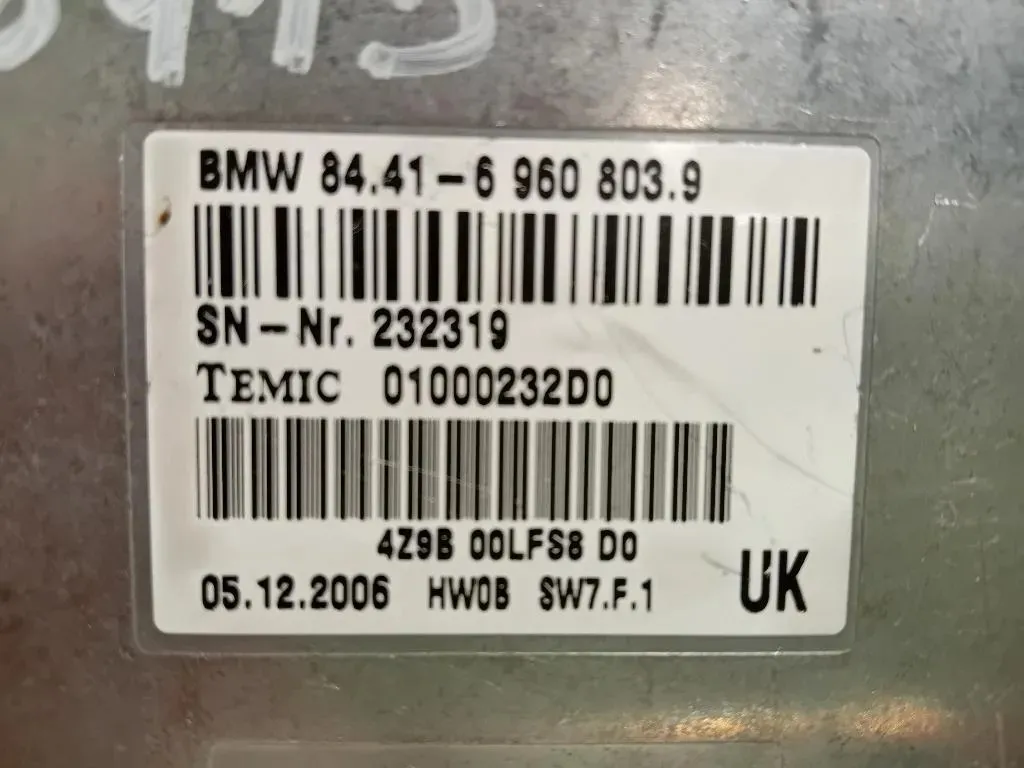 BMW 84.41-6 960 803.9
SN-Nr. 232319
TEMIC 01000232D0
4Z9B 00LFS8 D0
05.12.2006 HW0B SW7.F.1
UK